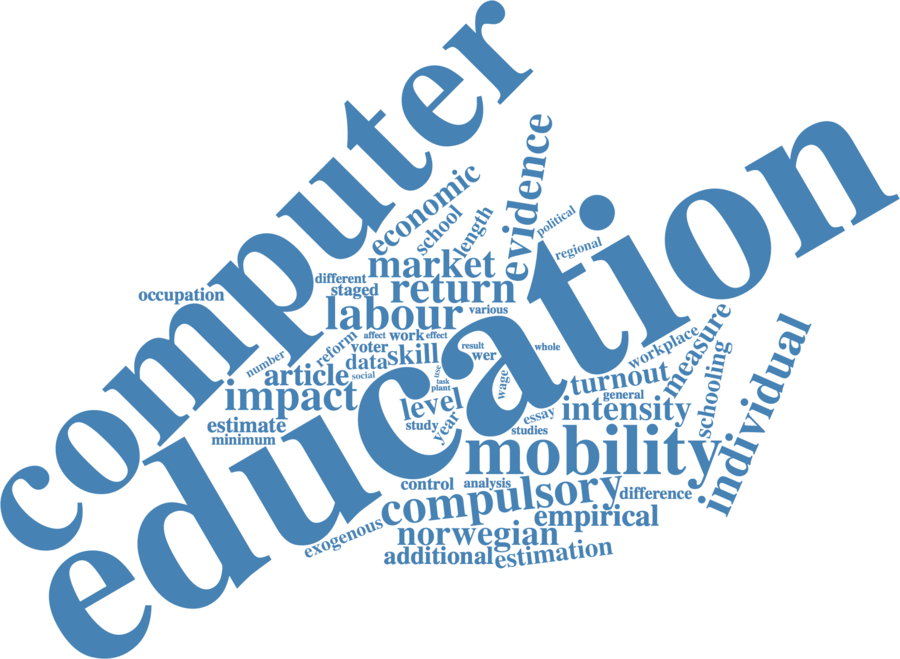 computer
education
evidence
economic
school
length
political
regional
market
different
staged
return
occupation
labour
various
affect
work
effect
reform
voter
number
data
skill
result
wer
whole
workplace
measure
article
social
use
task
plant
wage
turnout
schooling
individual
impact
level
general
intensity
essay
estimate
study
year
studies
minimum
mobility
control
analysis
compulsory
difference
exogenous
norwegian
empirical
additional
estimation